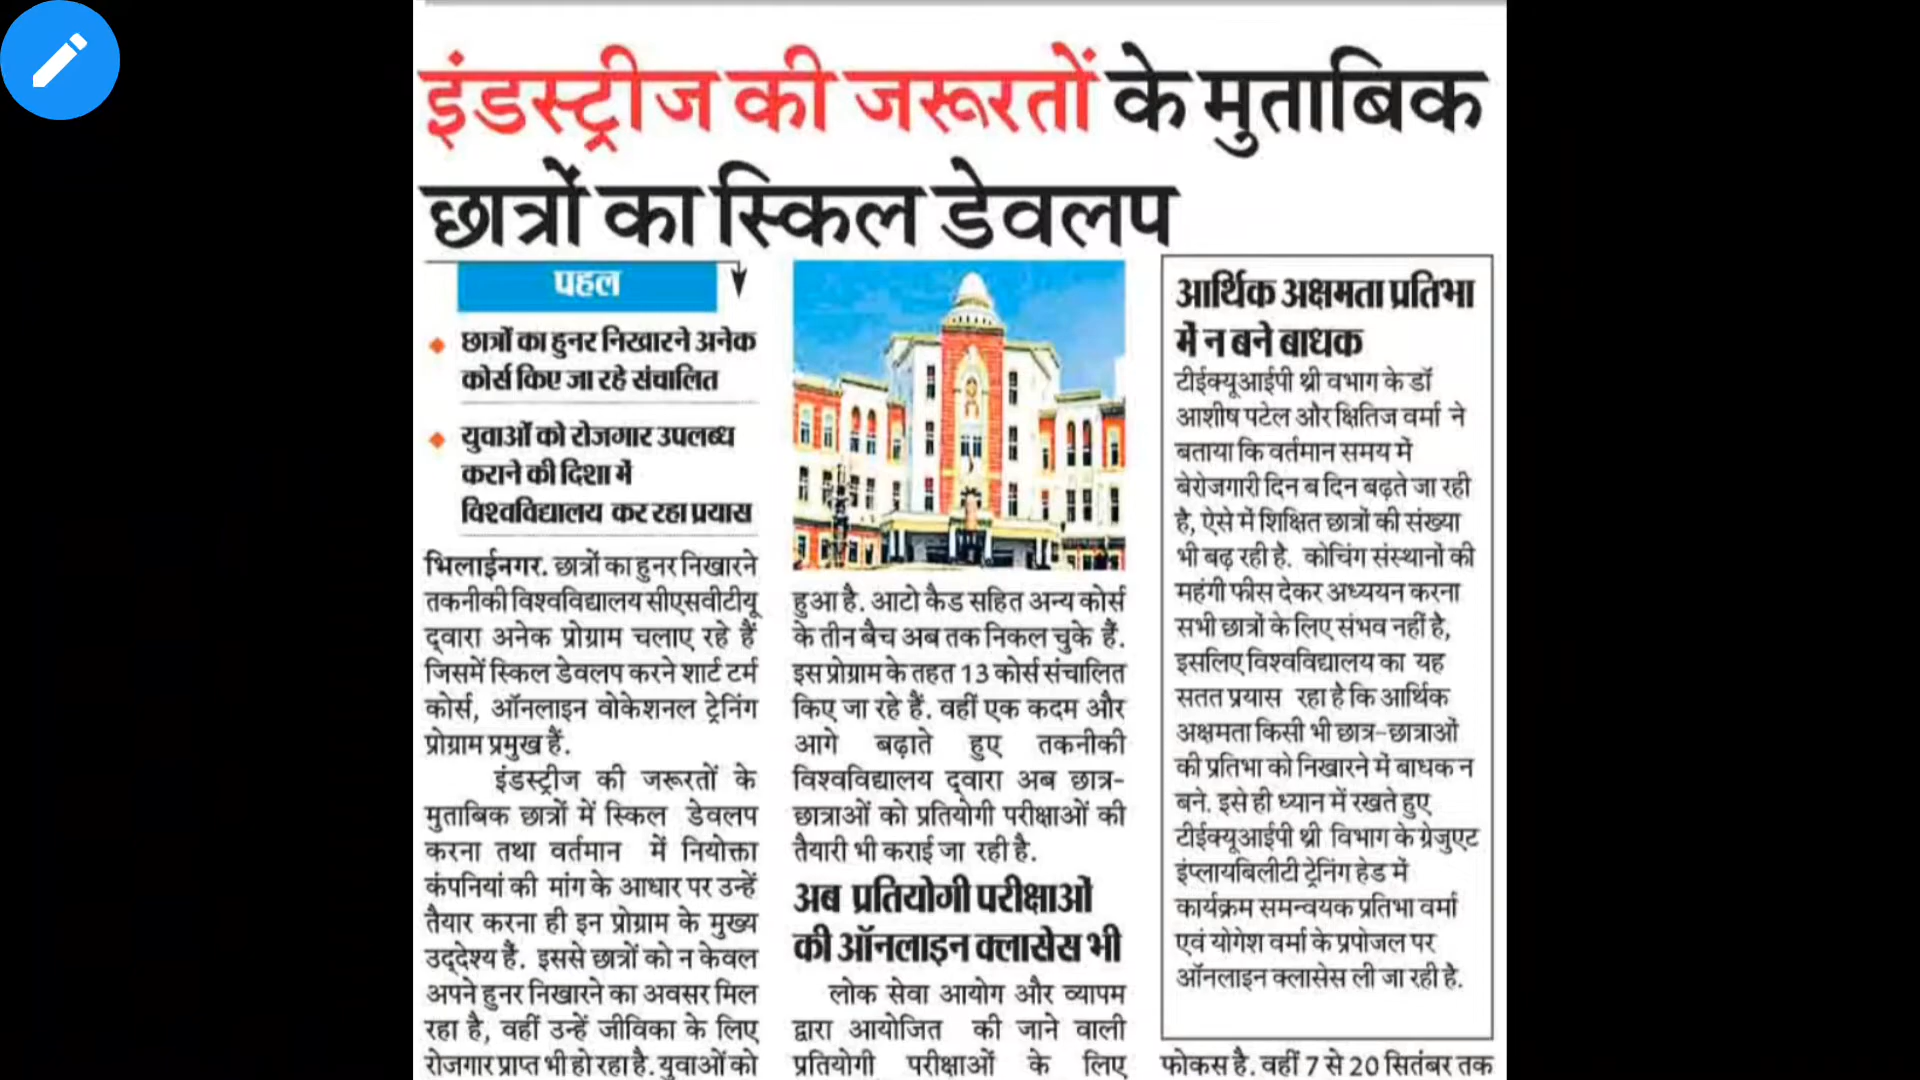 इंडस्ट्रीज की जरूरतों के मुताबिक
छात्रों का स्किल डेवलप
पहल
छात्रों का हुनर निखारने अनेक
कोर्स किए जा रहे संचालित
युवाओं को रोजगार उपलब्ध
कराने की दिशा में
विश्वविद्यालय कर रहा प्रयास
भिलाईनगर. छात्रों का हुनर निखारने
तकनीकी विश्वविद्यालय सीएसवीटीयू
द्वारा अनेक प्रोग्राम चलाए रहे हैं
जिसमें स्किल डेवलप करने शार्ट टर्म
कोर्स, ऑनलाइन वोकेशनल ट्रेनिंग
प्रोग्राम प्रमुख हैं.
इंडस्ट्रीज की जरूरतों के
मुताबिक छात्रों में स्किल डेवलप
करना तथा वर्तमान में नियोक्ता
कंपनियां की मांग के आधार पर उन्हें
तैयार करना ही इन प्रोग्राम के मुख्य
उद्देश्य हैं. इससे छात्रों को न केवल
अपने हुनर निखारने का अवसर मिल
रहा है, वहीं उन्हें जीविका के लिए
रोजगार प्राप्त भी हो रहा है. युवाओं को
हुआ है. आटो कैड सहित अन्य कोर्स
के तीन बैच अब तक निकल चुके हैं.
इस प्रोग्राम के तहत 13 कोर्स संचालित
किए जा रहे हैं. वहीं एक कदम और
आगे बढ़ाते हुए तकनीकी
विश्वविद्यालय द्वारा अब छात्र-
छात्राओं को प्रतियोगी परीक्षाओं की
तैयारी भी कराई जा रही है.
अब प्रतियोगी परीक्षाओं
की ऑनलाइन क्लासेस भी
लोक सेवा आयोग और व्यापम
द्वारा आयोजित की जाने वाली
प्रतियोगी परीक्षाओं के लिए
आर्थिक अक्षमता प्रतिभा
में न बने बाधक
टीईक्यूआईपी थ्री वभाग के डॉ
आशीष पटेल और क्षितिज वर्मा ने
बताया कि वर्तमान समय में
बेरोजगारी दिन ब दिन बढ़ते जा रही
है, ऐसे में शिक्षित छात्रों की संख्या
भी बढ़ रही है. कोचिंग संस्थानों की
महंगी फीस देकर अध्ययन करना
सभी छात्रों के लिए संभव नहीं है,
इसलिए विश्वविद्यालय का यह
सतत प्रयास रहा है कि आर्थिक
अक्षमता किसी भी छात्र-छात्राओं
की प्रतिभा को निखारने में बाधक न
बने. इसे ही ध्यान में रखते हुए
टीईक्यूआईपी थ्री विभाग के ग्रेजुएट
इंप्लायबिलीटी ट्रेनिंग हेड में
कार्यक्रम समन्वयक प्रतिभा वर्मा
एवं योगेश वर्मा के प्रपोजल पर
ऑनलाइन क्लासेस ली जा रही है.
फोकस है. वहीं 7 से 20 सितंबर तक